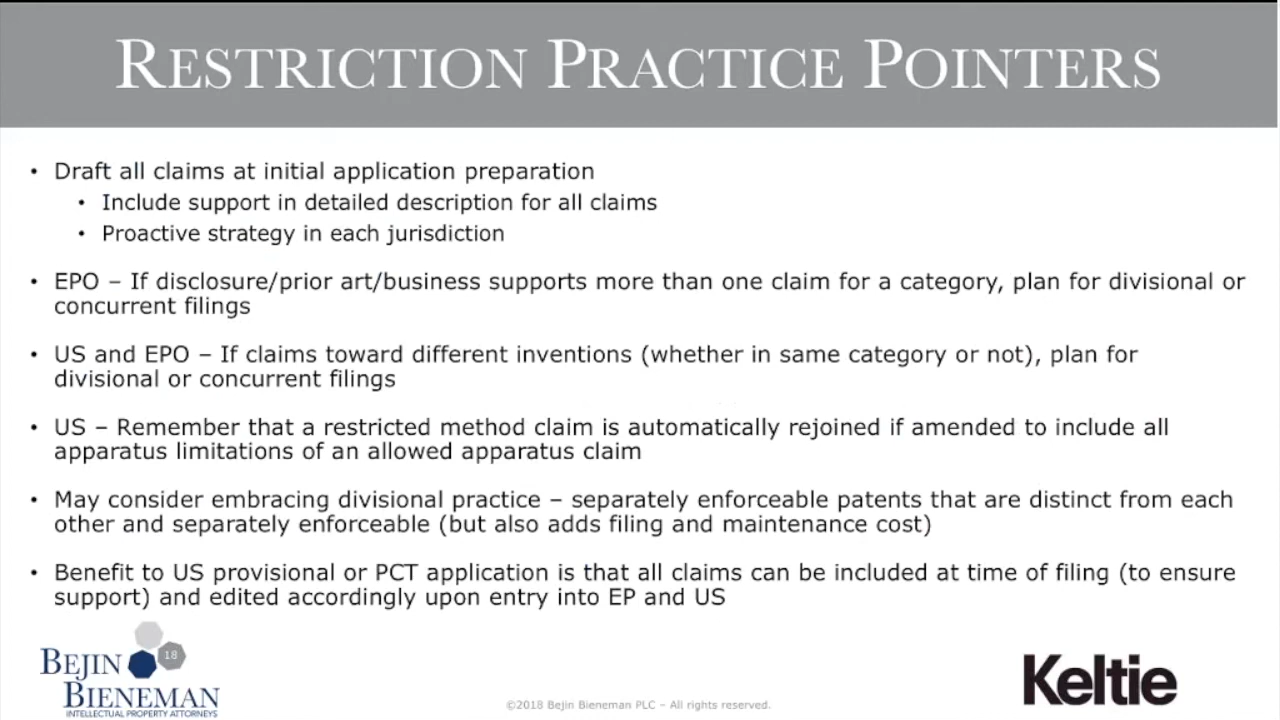 RESTRICTION PRACTICE POINTERS
• Draft all claims at initial application preparation
• Include support in detailed description for all claims
• Proactive strategy in each jurisdiction
• EPO – If disclosure/prior art/business supports more than one claim for a category, plan for divisional or
concurrent filings
• US and EPO – If claims toward different inventions (whether in same category or not), plan for
divisional or concurrent filings
• US – Remember that a restricted method claim is automatically rejoined if amended to include all
apparatus limitations of an allowed apparatus claim
• May consider embracing divisional practice – separately enforceable patents that are distinct from each
other and separately enforceable (but also adds filing and maintenance cost)
• Benefit to US provisional or PCT application is that all claims can be included at time of filing (to ensure
support) and edited accordingly upon entry into EP and US
18
BEJIN
BIENEMAN
INTELLECTUAL PROPERTY ATTORNEYS
©2018 Bejin Bieneman PLC – All rights reserved.
Keltie